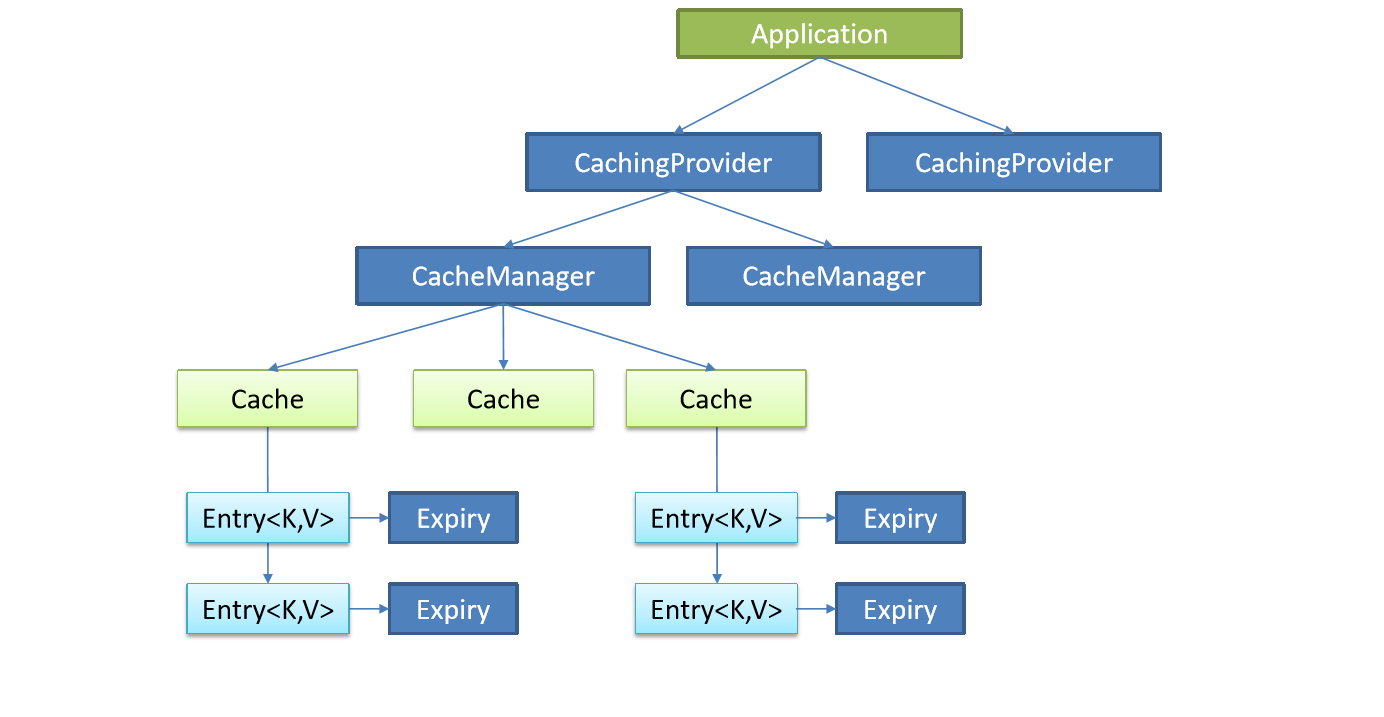 Application
CachingProvider
CachingProvider
CacheManager
CacheManager
Cache
Cache
Cache
Entry<K,V>
Expiry
Entry<K,V>
Expiry
Entry<K,V>
Expiry
Entry<K,V>
Expiry